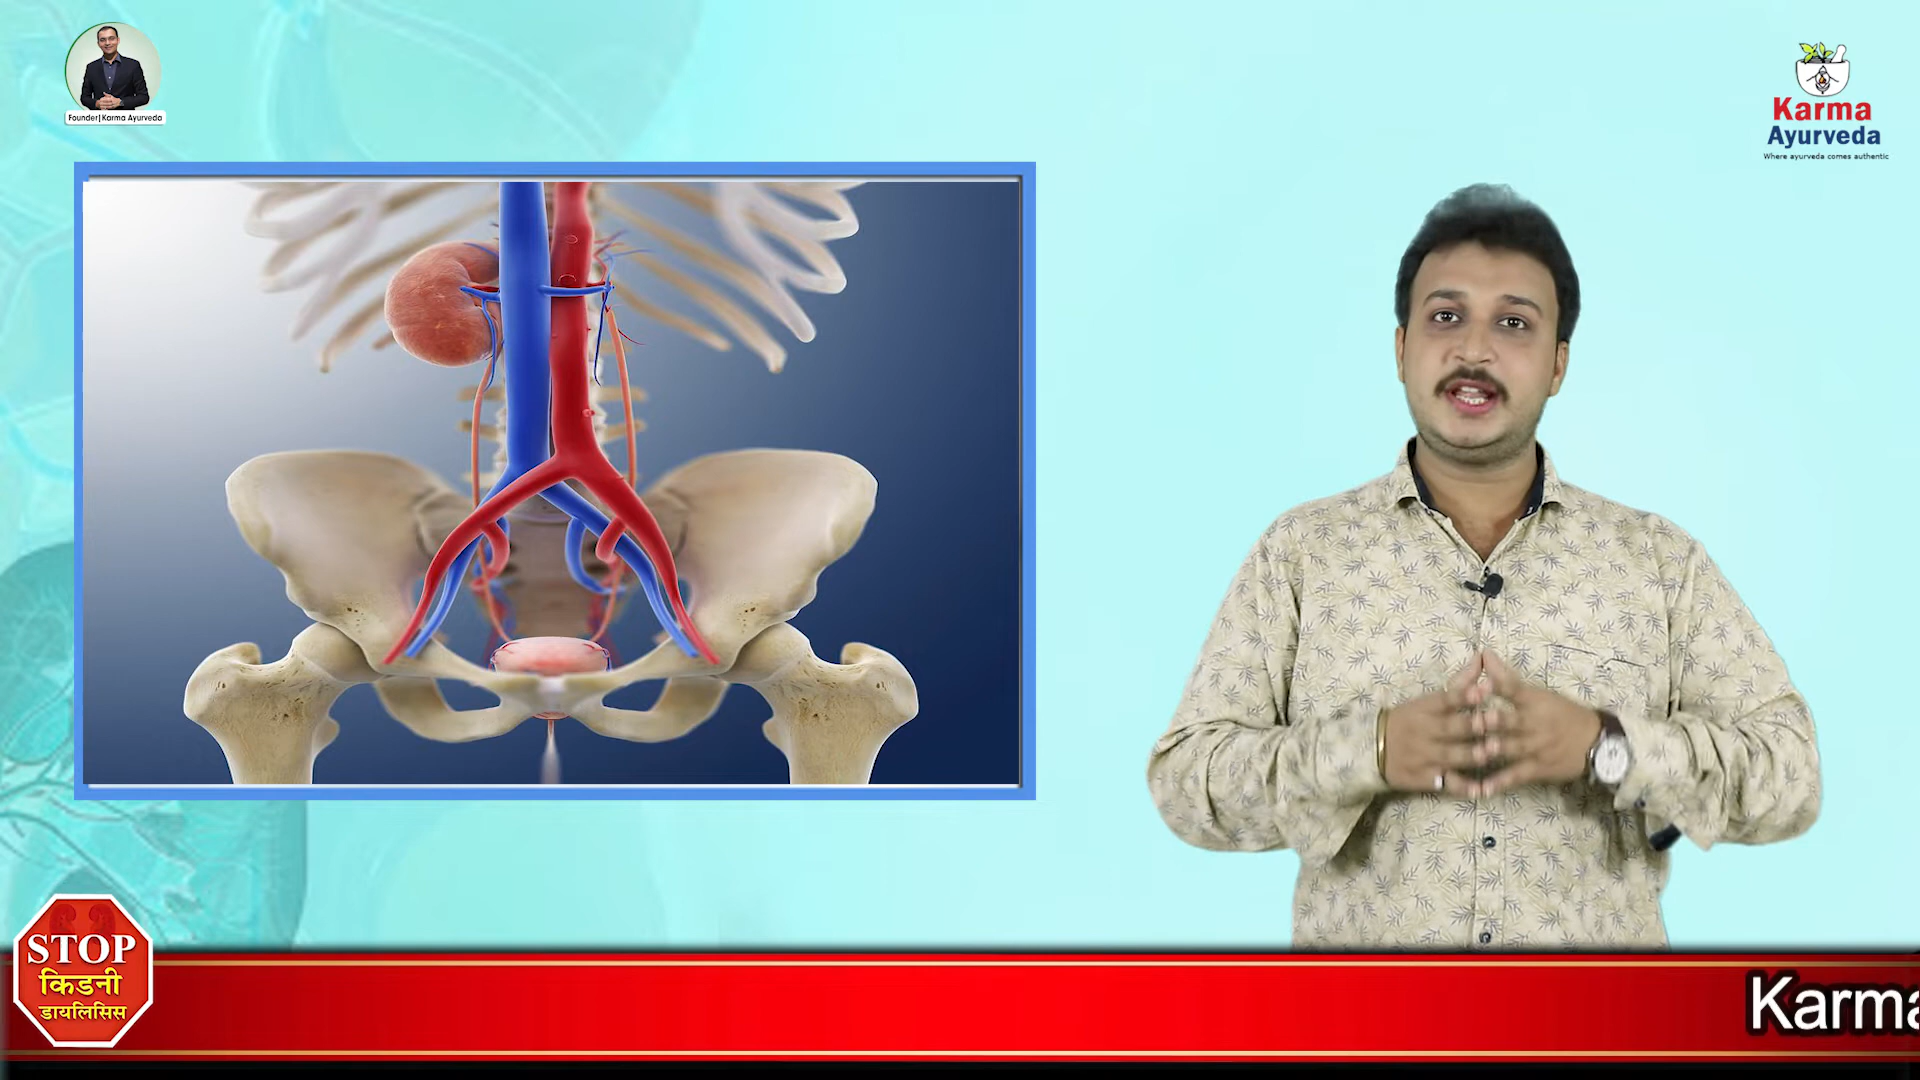 Founder|Karma Ayurveda
Karma
Ayurveda
Where ayurveda comes authentic
STOP
किडनी
डायलिसिस
Karma